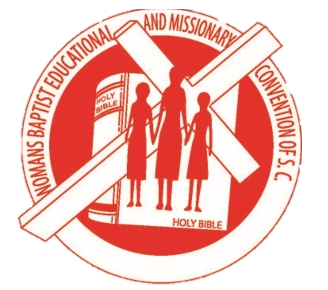 WOMANS BAPTIST EDUCATIONAL AND MISSIONARY CONVENTION OF S. C.
HOLY
BIBLE
HOLY BIBLE